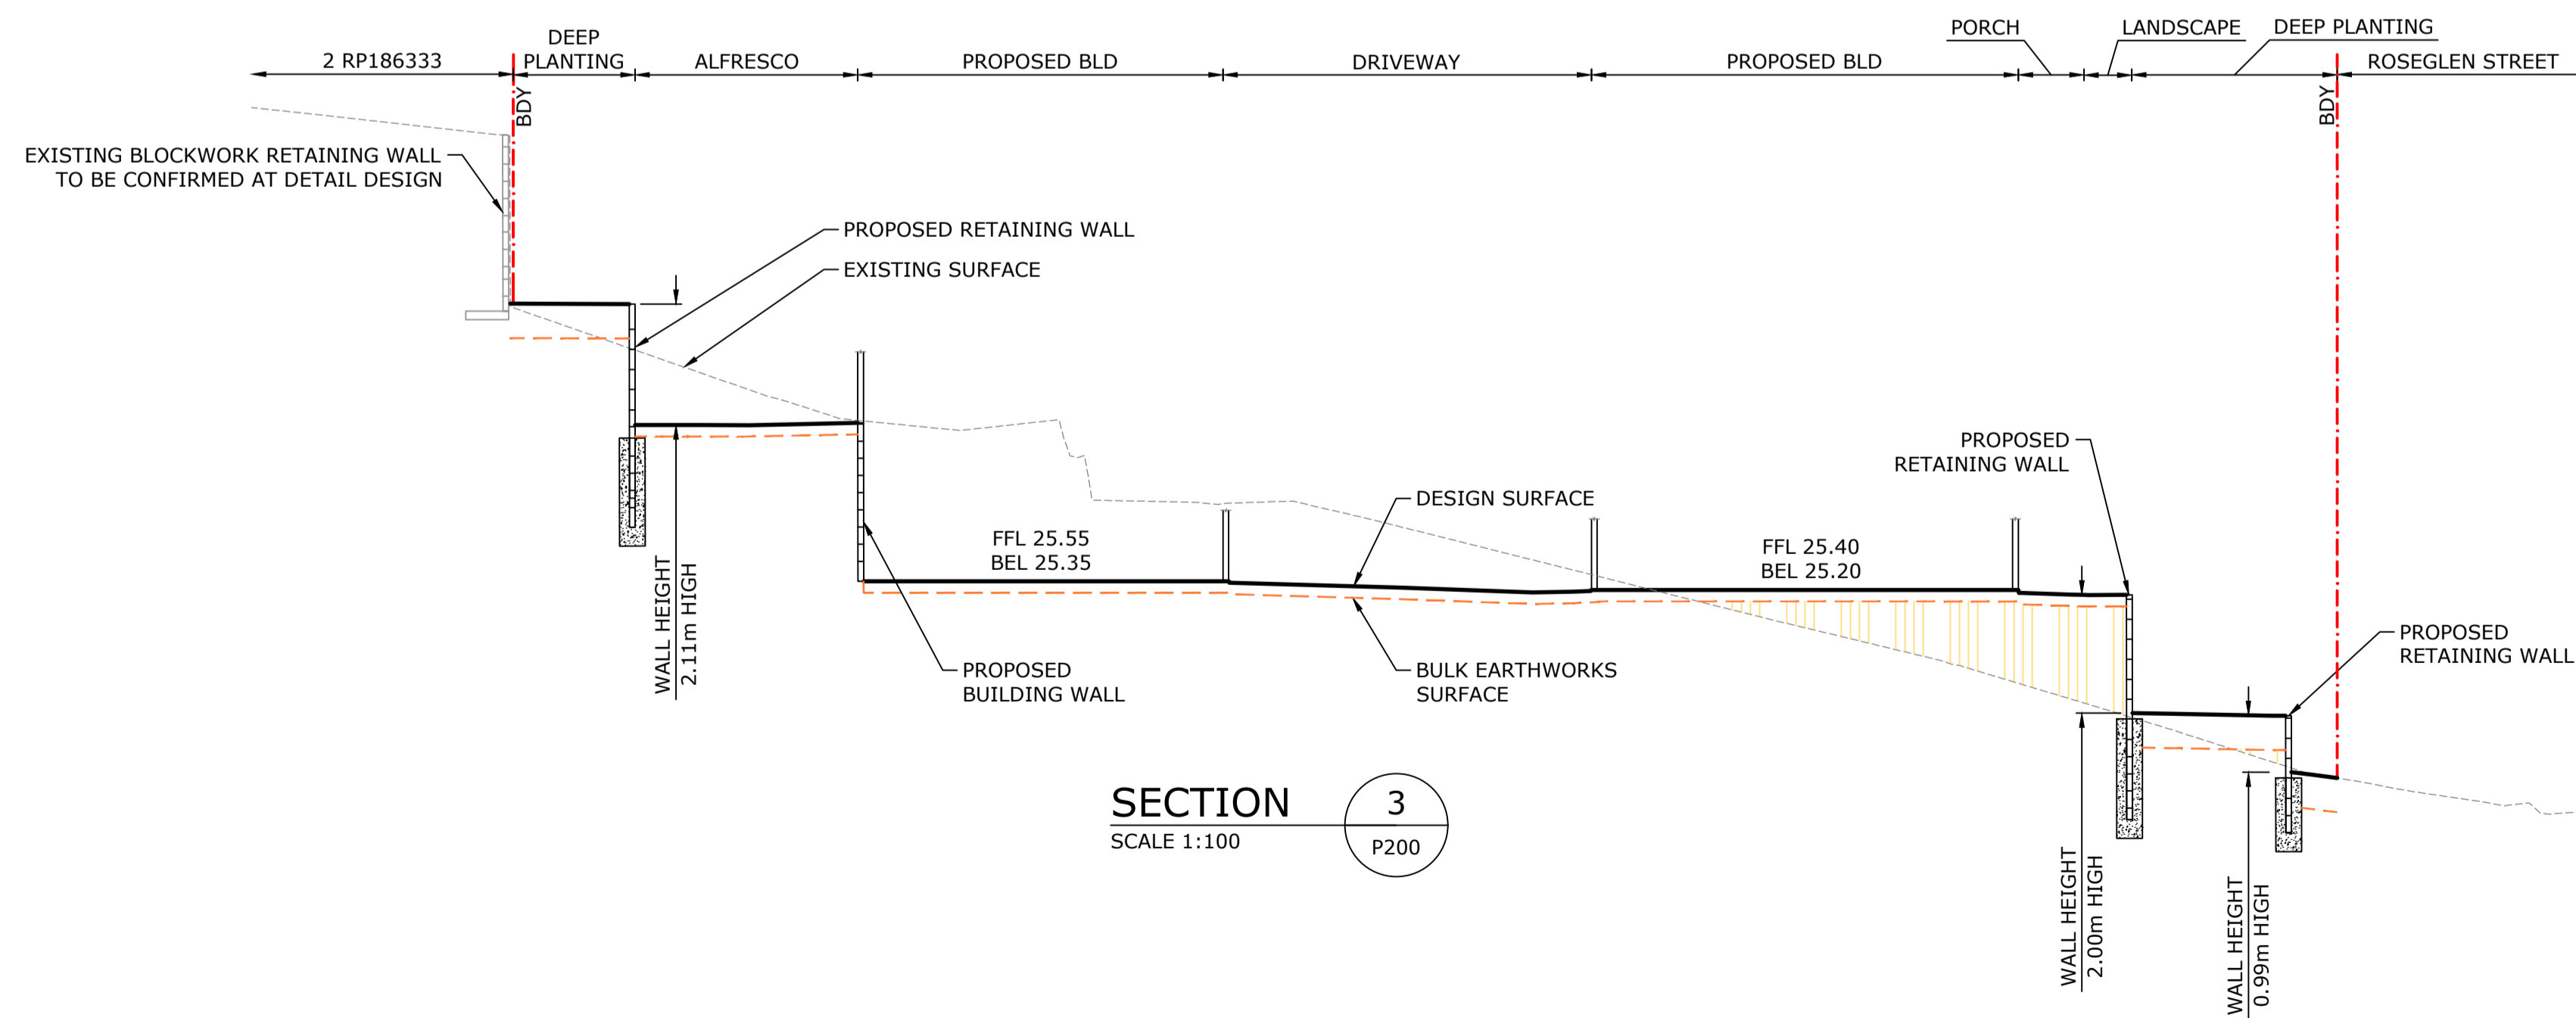 2 RP186333
DEEP
PLANTING
ALFRESCO
PROPOSED BLD
DRIVEWAY
PROPOSED BLD
PORCH
LANDSCAPE
DEEP PLANTING
ROSEGLEN STREET
BDY
BDY
EXISTING BLOCKWORK RETAINING WALL
TO BE CONFIRMED AT DETAIL DESIGN
PROPOSED RETAINING WALL
EXISTING SURFACE
PROPOSED
RETAINING WALL
DESIGN SURFACE
FFL 25.55
BEL 25.35
FFL 25.40
BEL 25.20
WALL HEIGHT
2.11m HIGH
PROPOSED
BUILDING WALL
BULK EARTHWORKS
SURFACE
PROPOSED
RETAINING WALL
SECTION
SCALE 1:100
3
P200
WALL HEIGHT
2.00m HIGH
WALL HEIGHT
0.99m HIGH